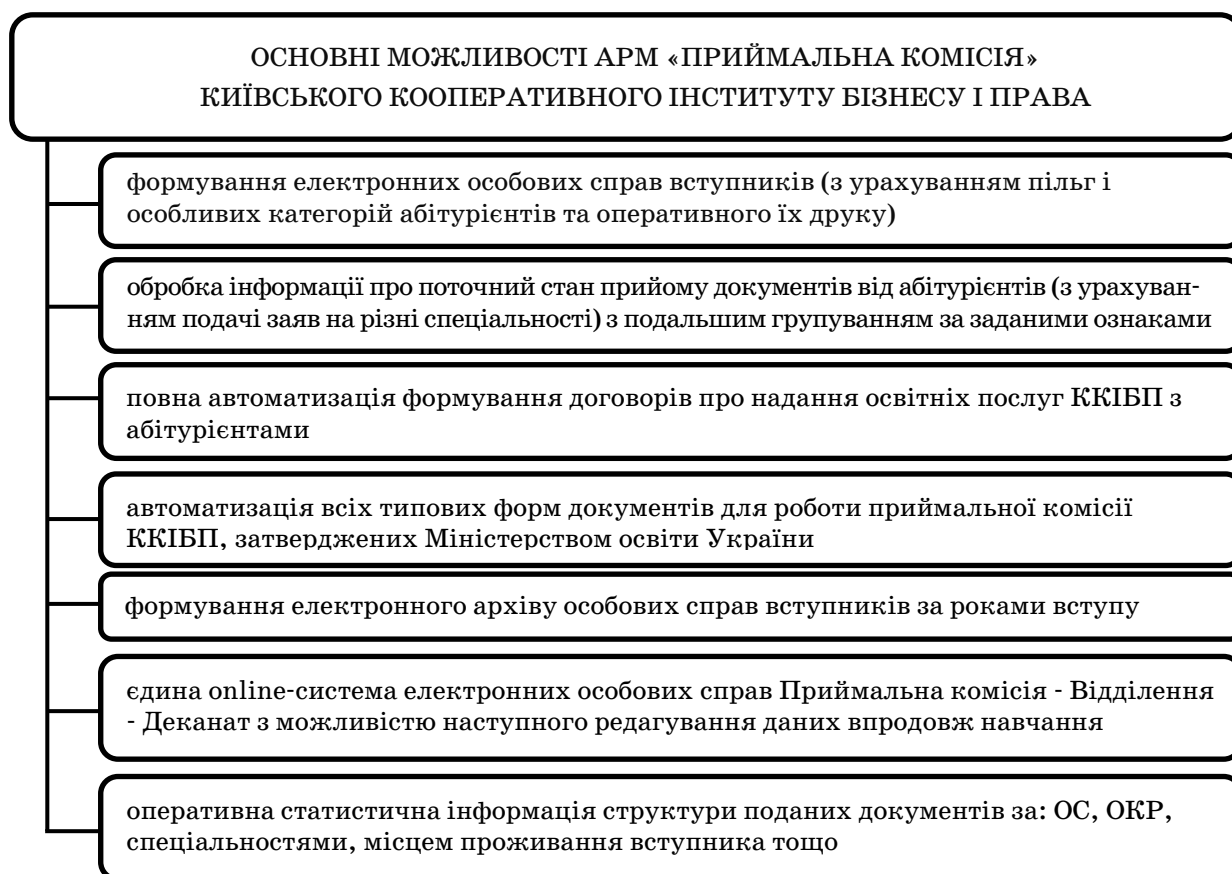 ОСНОВНІ МОЖЛИВОСТІ АРМ «ПРИЙМАЛЬНА КОМІСІЯ»
КИЇВСЬКОГО КООПЕРАТИВНОГО ІНСТИТУТУ БІЗНЕСУ І ПРАВА
формування електронних особових справ вступників (з урахуванням пільг і
особливих категорій абітурієнтів та оперативного їх друку)
обробка інформації про поточний стан прийому документів від абітурієнтів (з урахуван-
ням подачі заяв на різні спеціальності) з подальшим групуванням за заданими ознаками
повна автоматизація формування договорів про надання освітніх послуг ККІБП з
абітурієнтами
автоматизація всіх типових форм документів для роботи приймальної комісії
ККІБП, затверджених Міністерством освіти України
формування електронного архіву особових справ вступників за роками вступу
єдина online-система електронних особових справ Приймальна комісія - Відділення
- Деканат з можливістю наступного редагування даних впродовж навчання
оперативна статистична інформація структури поданих документів за: ОС, ОКР,
спеціальностями, місцем проживання вступника тощо